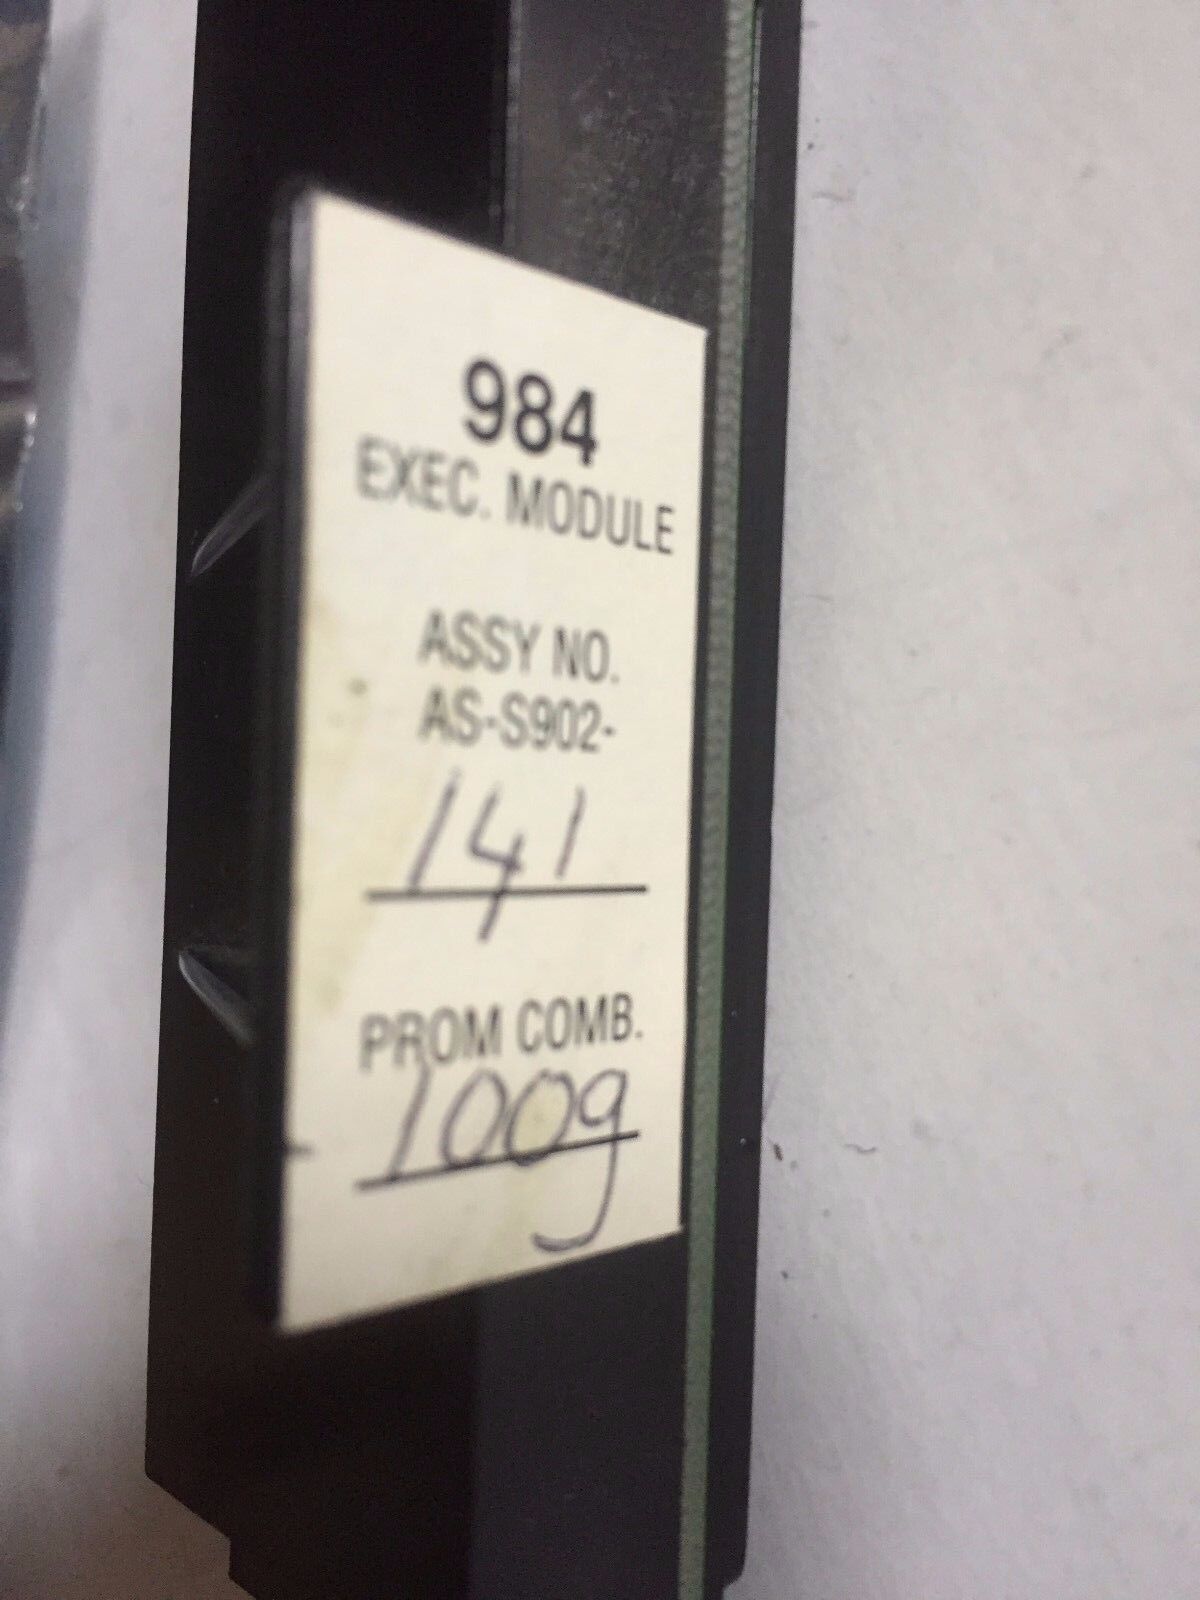 984
EXEC. MODULE
ASSY NO.
AS-S902-
141
PROM COMB.
1009